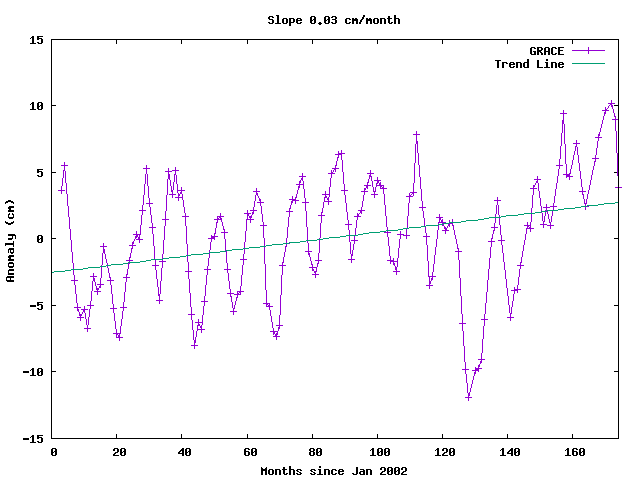 Slope 0.03 cm/month
GRACE
Trend Line
15
10
5
0
-5
-10
-15
Anomaly (cm)
0 20 40 60 80 100 120 140 160
Months since Jan 2002